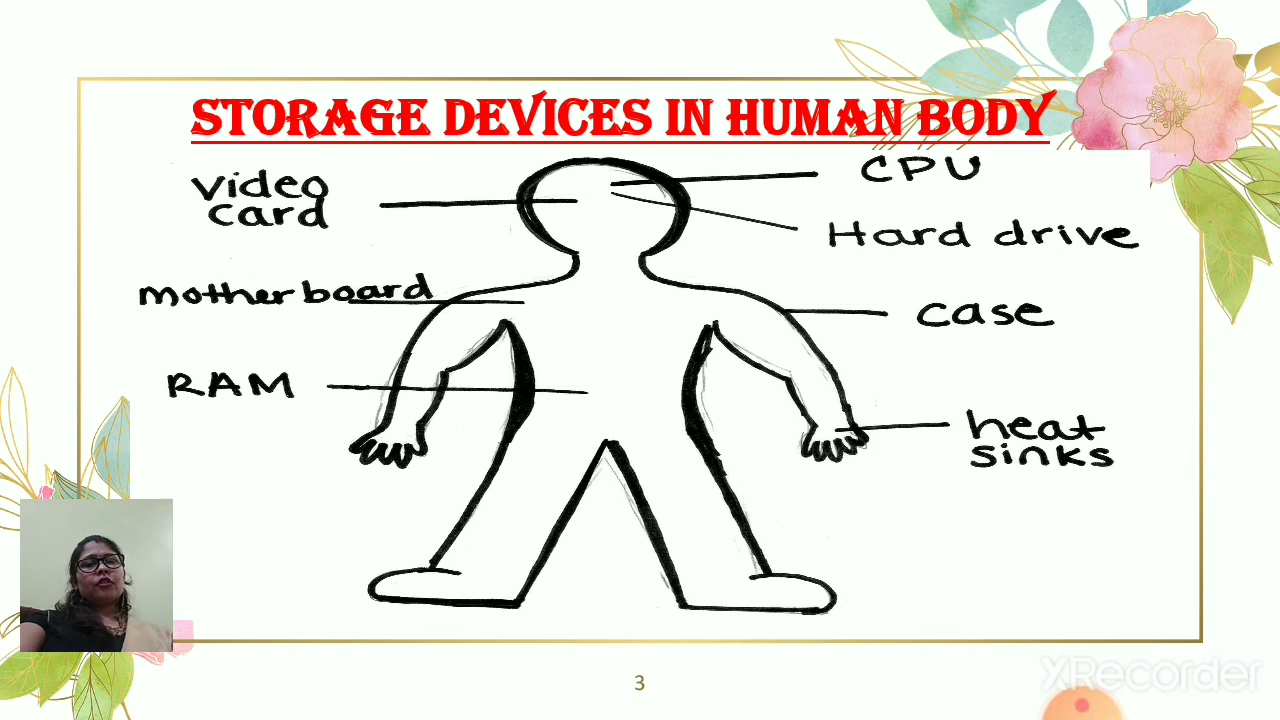 STORAGE DEVICES IN HUMAN BODY
video
card
CPU
Hard drive
motherboard
case
RAM
heat
sinks
3
XRecorder